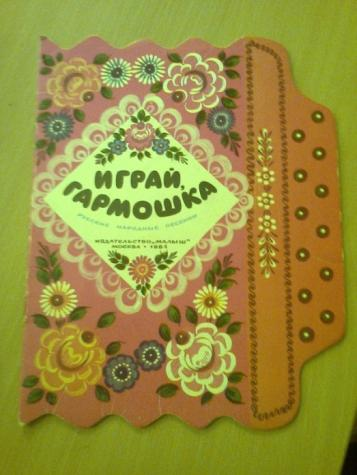 ИГРАЙ,
ГАРМОШКА
РУССКИЕ НАРОДНЫЕ ПЕСЕНКИ
ИЗДАТЕЛЬСТВО „МАЛЫШ"
МОСКВА • 1981